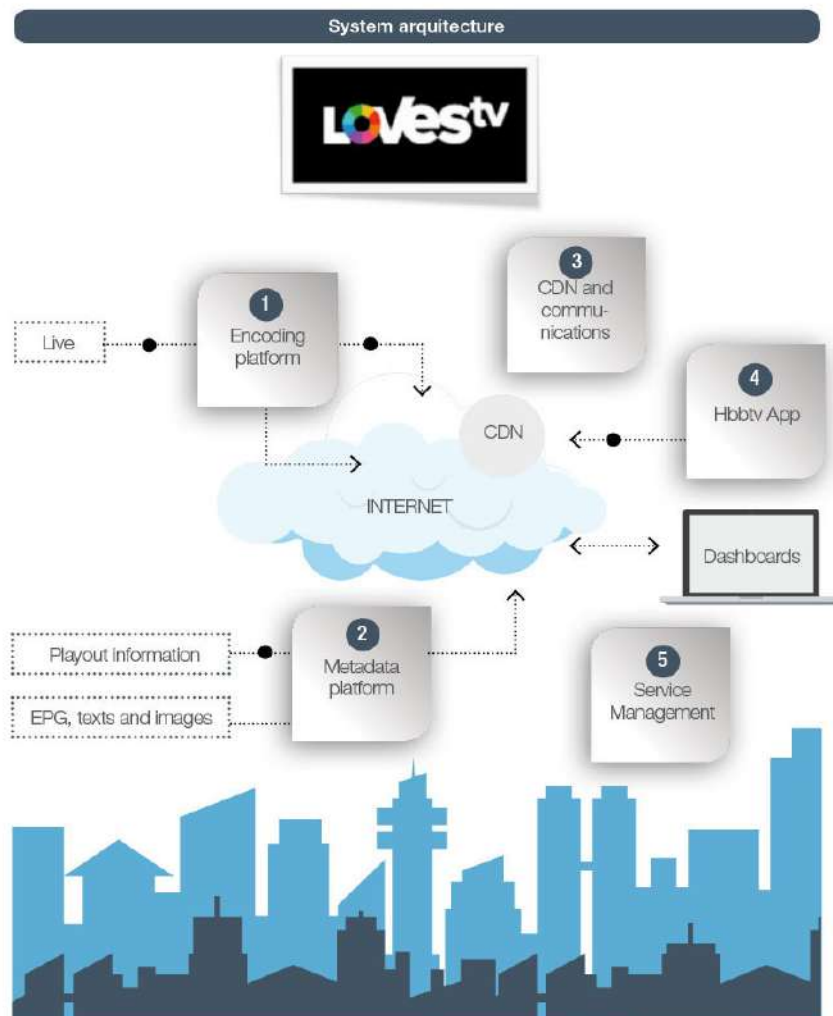 System arquitecture
LOVEStv
3
CDN and
commu-
nications
1
Encoding
platform
Live
4
Hbbtv App
CDN
INTERNET
Dashboards
2
Metadata
platform
Playout information
EPG, texts and images
5
Service
Management